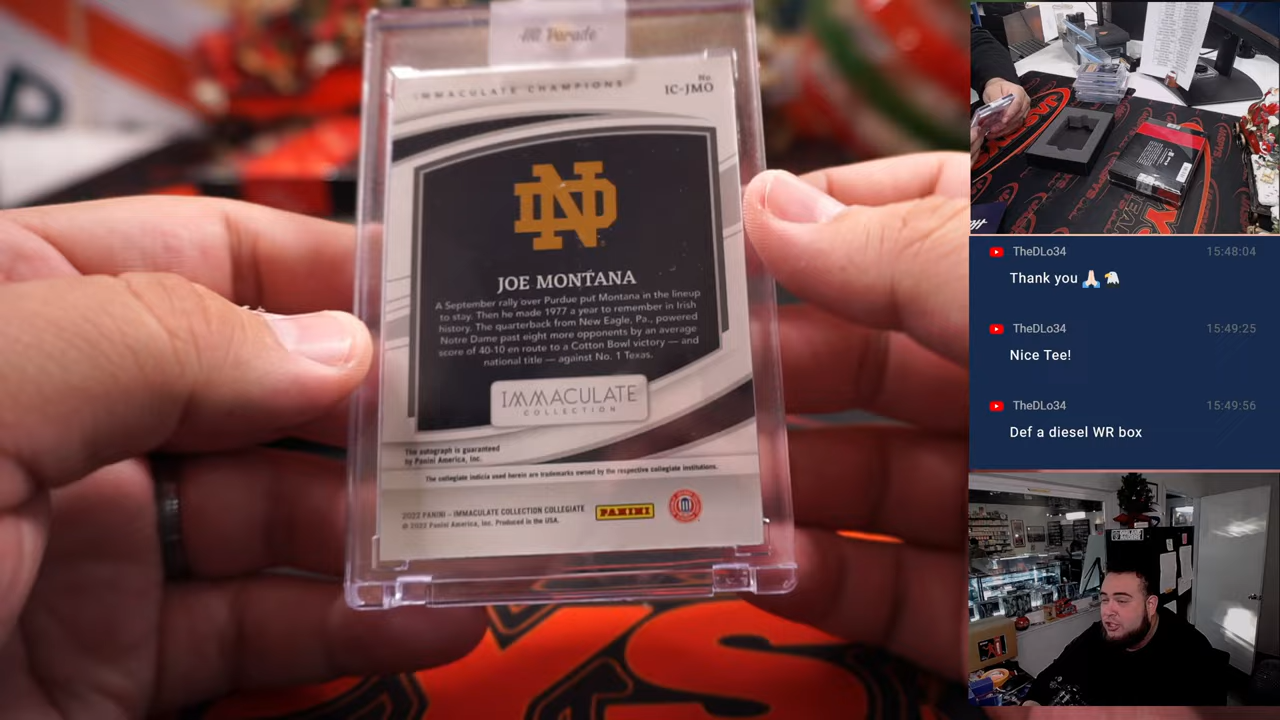 Hit Parade
IMMACULATE CHAMPIONS
No.
IC-JMO
ND
JOE MONTANA
A September rally over Purdue put Montana in the lineup
to stay. Then he made 1977 a year to remember in Irish
history. The quarterback from New Eagle, Pa., powered
Notre Dame past eight more opponents by an average
score of 40-10 en route to a Cotton Bowl victory — and
national title — against No. 1 Texas.
IMMACULATE
COLLECTION
The autograph is guaranteed
by Panini America, Inc.
The collegiate indicia used herein are trademarks owned by the respective collegiate institutions.
2022 PANINI – IMMACULATE COLLECTION COLLEGIATE
© 2022 Panini America, Inc. Produced in the USA.
PANINI
YS
TheDLo34 15:48:04
Thank you 🙏🏻 🦅
TheDLo34 15:49:25
Nice Tee!
TheDLo34 15:49:56
Def a diesel WR box